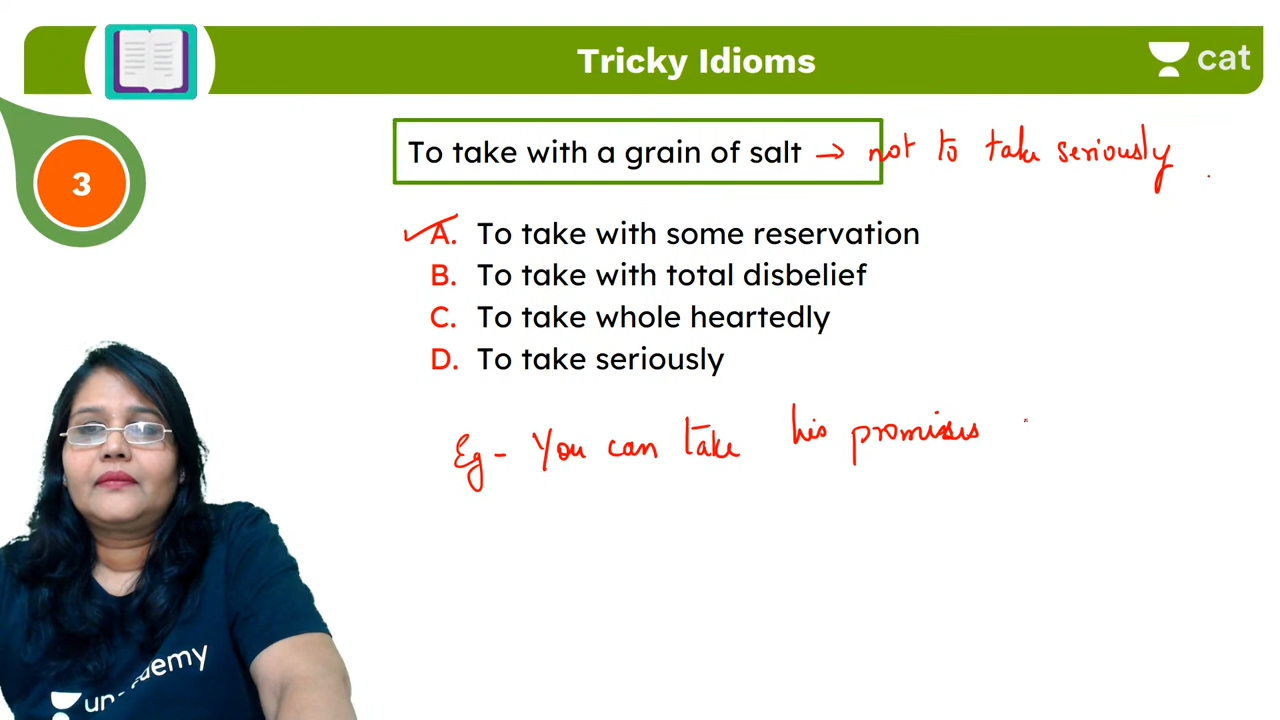 Tricky Idioms
cat
3
To take with a grain of salt → not to take seriously
A. To take with some reservation
B. To take with total disbelief
C. To take whole heartedly
D. To take seriously
Eg - You can take his promises
unademy